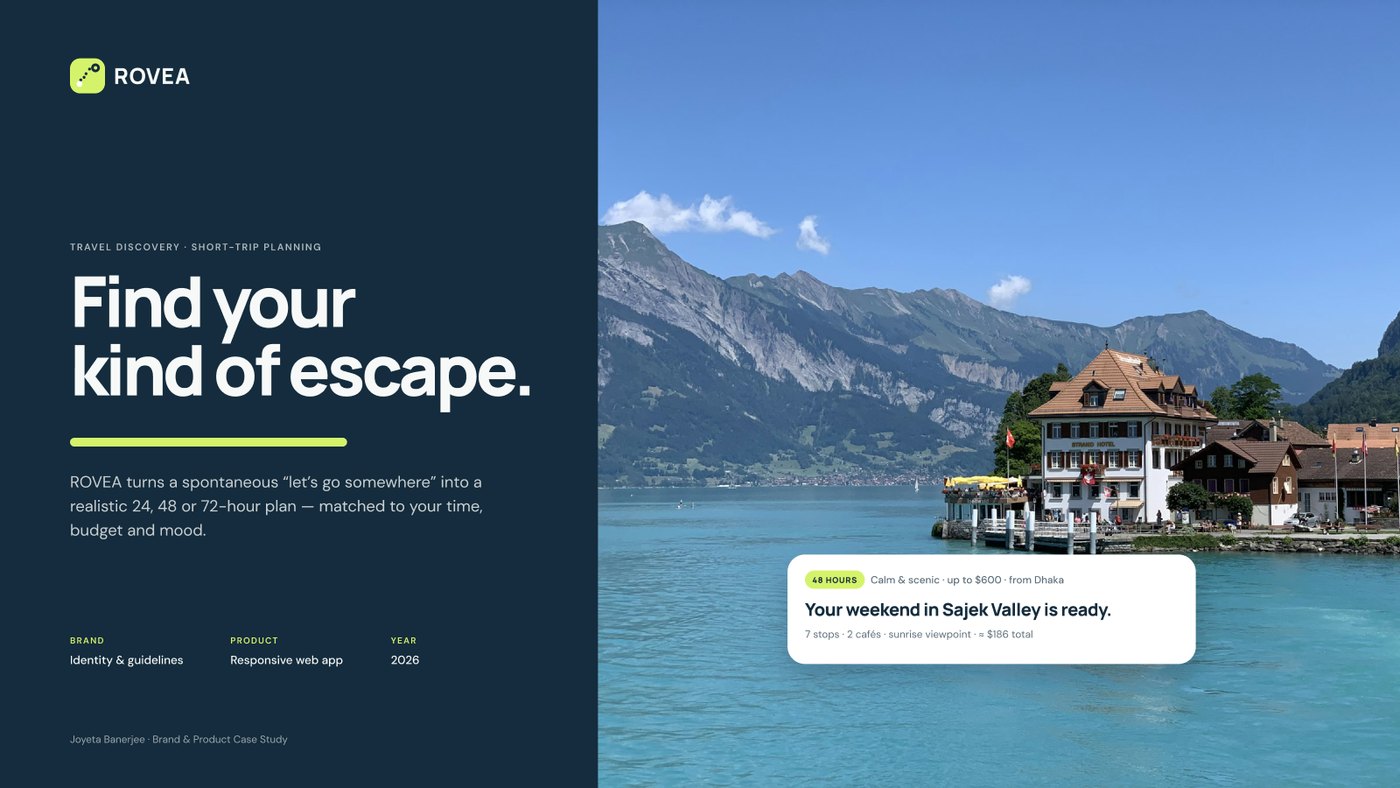 ROVEA
TRAVEL DISCOVERY · SHORT-TRIP PLANNING
Find your
kind of escape.
ROVEA turns a spontaneous “let’s go somewhere” into a
realistic 24, 48 or 72-hour plan — matched to your time,
budget and mood.
BRAND
Identity & guidelines
PRODUCT
Responsive web app
YEAR
2026
Joyeta Banerjee · Brand & Product Case Study
STRAND HOTEL
48 HOURS Calm & scenic · up to $600 · from Dhaka
Your weekend in Sajek Valley is ready.
7 stops · 2 cafés · sunrise viewpoint · ≈ $186 total